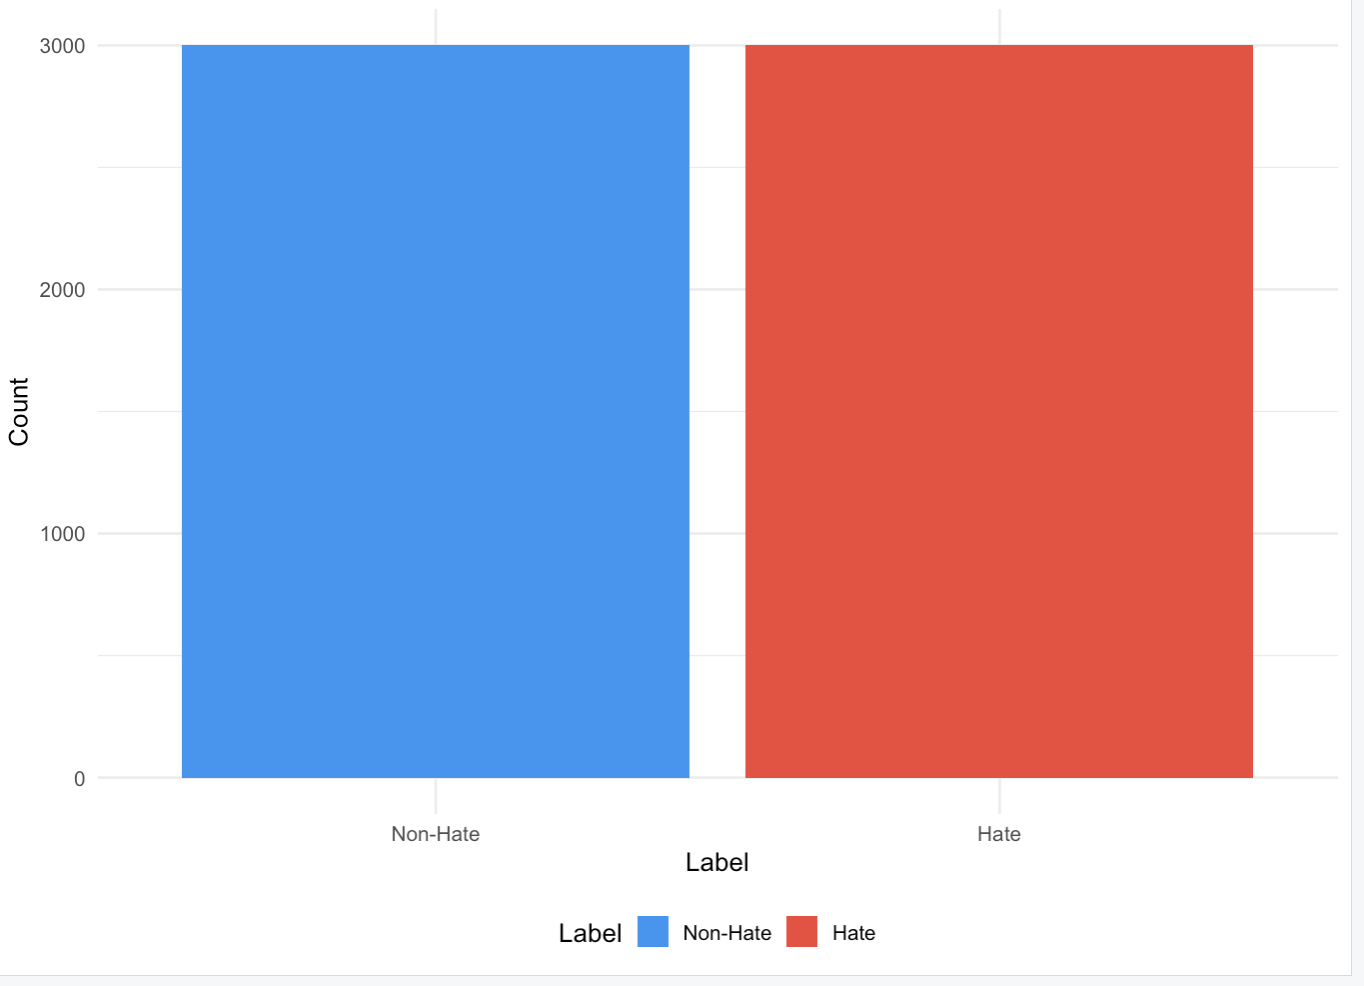 3000
2000
1000
0
Count
Non-Hate Hate
Label
Label Non-Hate Hate